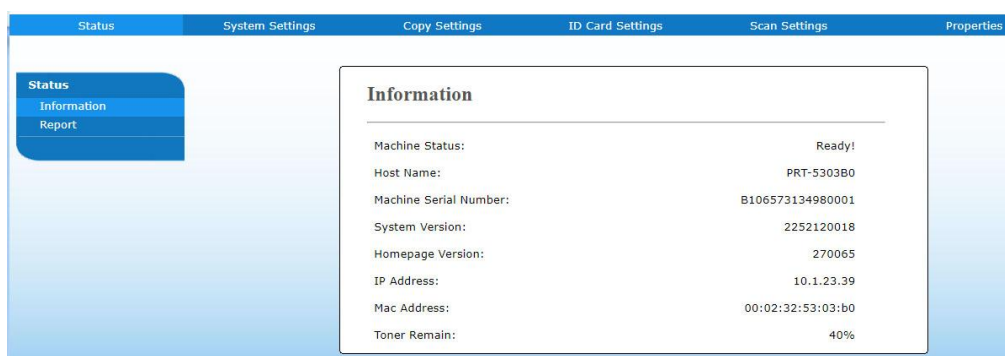 Status System Settings Copy Settings ID Card Settings Scan Settings Properties
Status
Information
Report
Information
Machine Status: Ready!
Host Name: PRT-5303B0
Machine Serial Number: B106573134980001
System Version: 2252120018
Homepage Version: 270065
IP Address: 10.1.23.39
Mac Address: 00:02:32:53:03:b0
Toner Remain: 40%